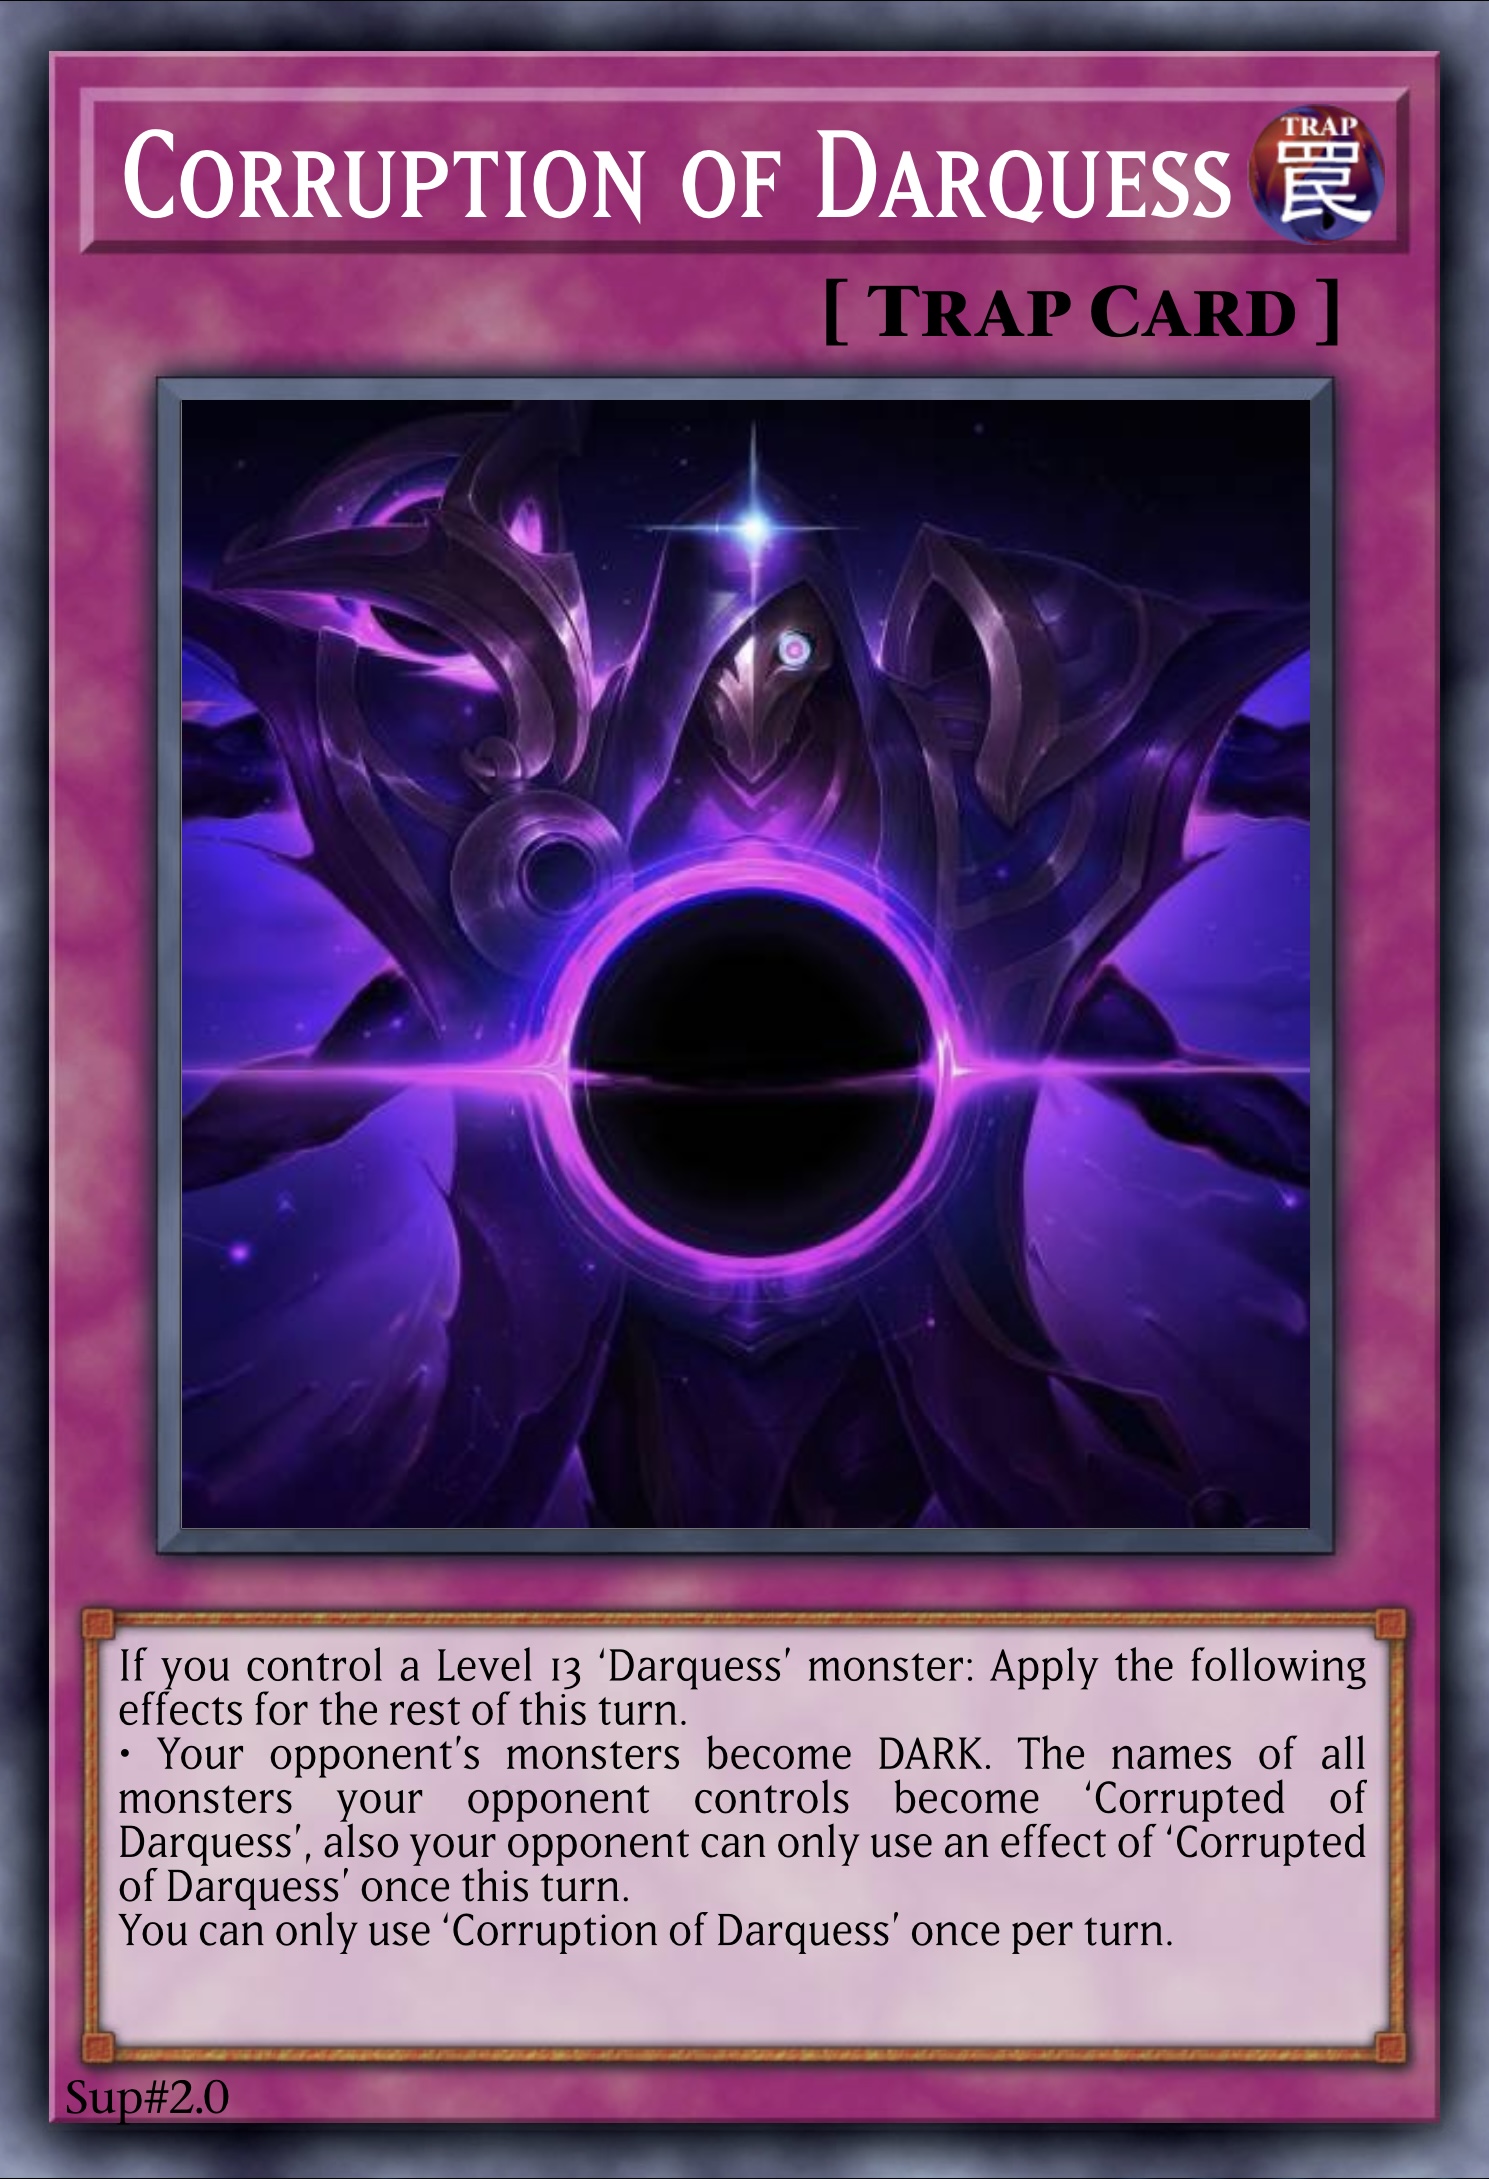 Corruption of Darquess
TRAP
罠
[ Trap Card ]
If you control a Level 13 ‘Darquess’ monster: Apply the following
effects for the rest of this turn.
• Your opponent's monsters become DARK. The names of all
monsters your opponent controls become ‘Corrupted of
Darquess’, also your opponent can only use an effect of ‘Corrupted
of Darquess’ once this turn.
You can only use ‘Corruption of Darquess’ once per turn.
Sup#2.0